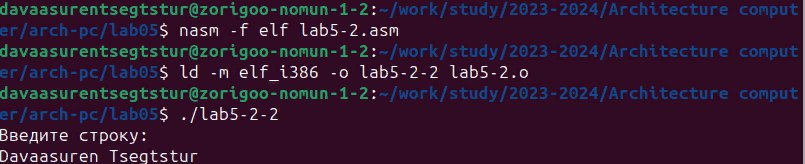 davaasurentsegtstur@zorigoo-nomun-1-2:~/work/study/2023-2024/Architecture comput
er/arch-pc/lab05$ nasm -f elf lab5-2.asm
davaasurentsegtstur@zorigoo-nomun-1-2:~/work/study/2023-2024/Architecture comput
er/arch-pc/lab05$ ld -m elf_i386 -o lab5-2-2 lab5-2.o
davaasurentsegtstur@zorigoo-nomun-1-2:~/work/study/2023-2024/Architecture comput
er/arch-pc/lab05$ ./lab5-2-2
Введите строку:
Davaasuren Tsegtstur